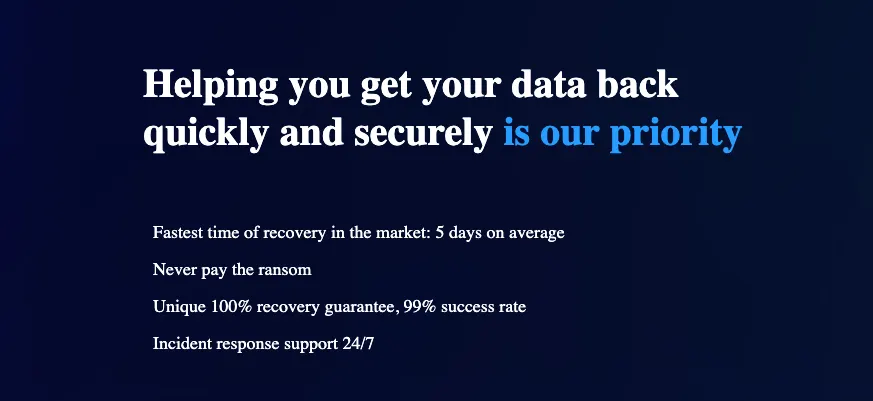 Helping you get your data back
quickly and securely is our priority
Fastest time of recovery in the market: 5 days on average
Never pay the ransom
Unique 100% recovery guarantee, 99% success rate
Incident response support 24/7